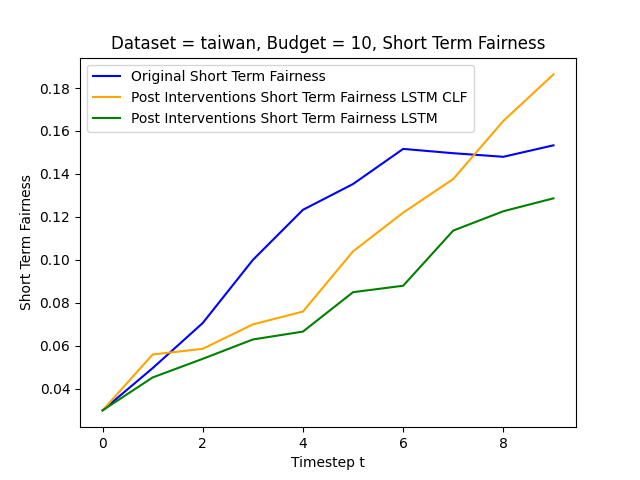 Dataset = taiwan, Budget = 10, Short Term Fairness
Original Short Term Fairness
Post Interventions Short Term Fairness LSTM CLF
Post Interventions Short Term Fairness LSTM
Short Term Fairness
0.18
0.16
0.14
0.12
0.10
0.08
0.06
0.04
0 2 4 6 8
Timestep t